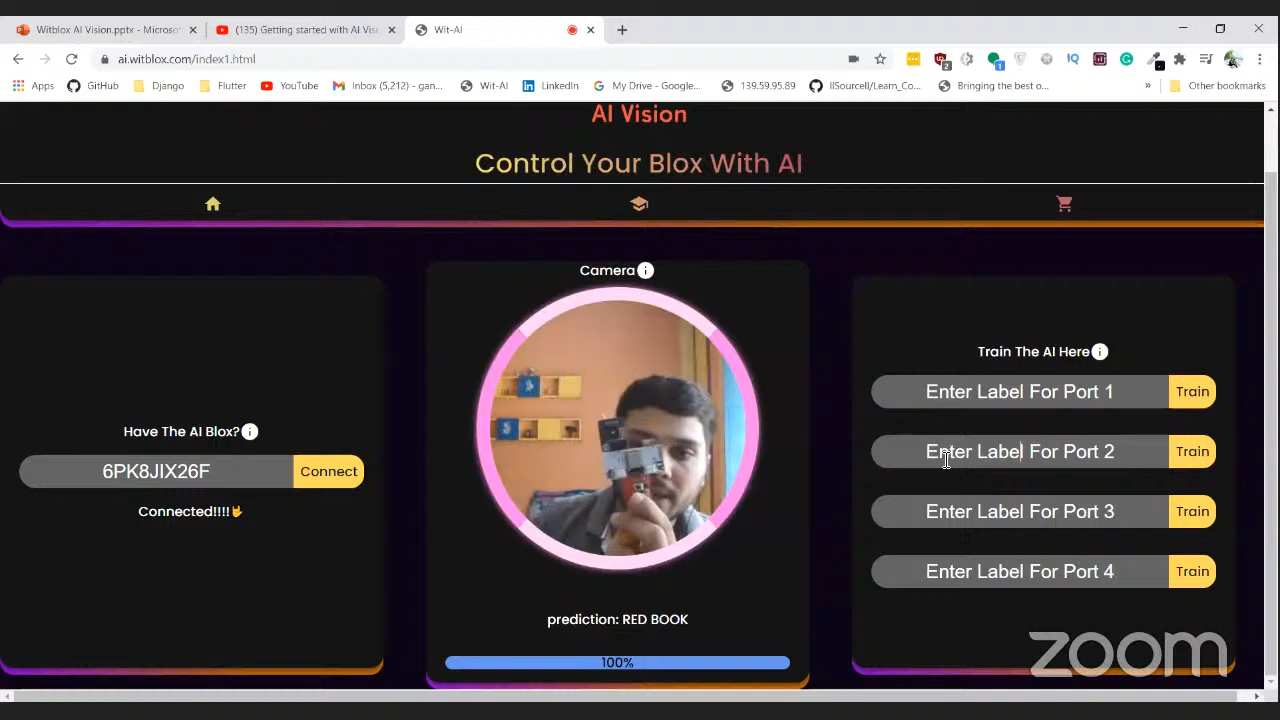 Witblox AI Vision.pptx - Microsof
(135) Getting started with AI Visi
Wit-AI
ai.witblox.com/index1.html
Apps
GitHub
Django
Flutter
YouTube
Inbox (5,212) - gan...
Wit-AI
LinkedIn
My Drive - Google...
139.59.95.89
llSourcell/Learn_Co...
Bringing the best o...
»
Other bookmarks
AI Vision
Control Your Blox With AI
Have The AI Blox?
6PK8JIX26F
Connect
Connected!!!!🤟
Camera
prediction: RED BOOK
100%
Train The AI Here
Enter Label For Port 1
Train
Enter Label For Port 2
Train
Enter Label For Port 3
Train
Enter Label For Port 4
Train
zoom